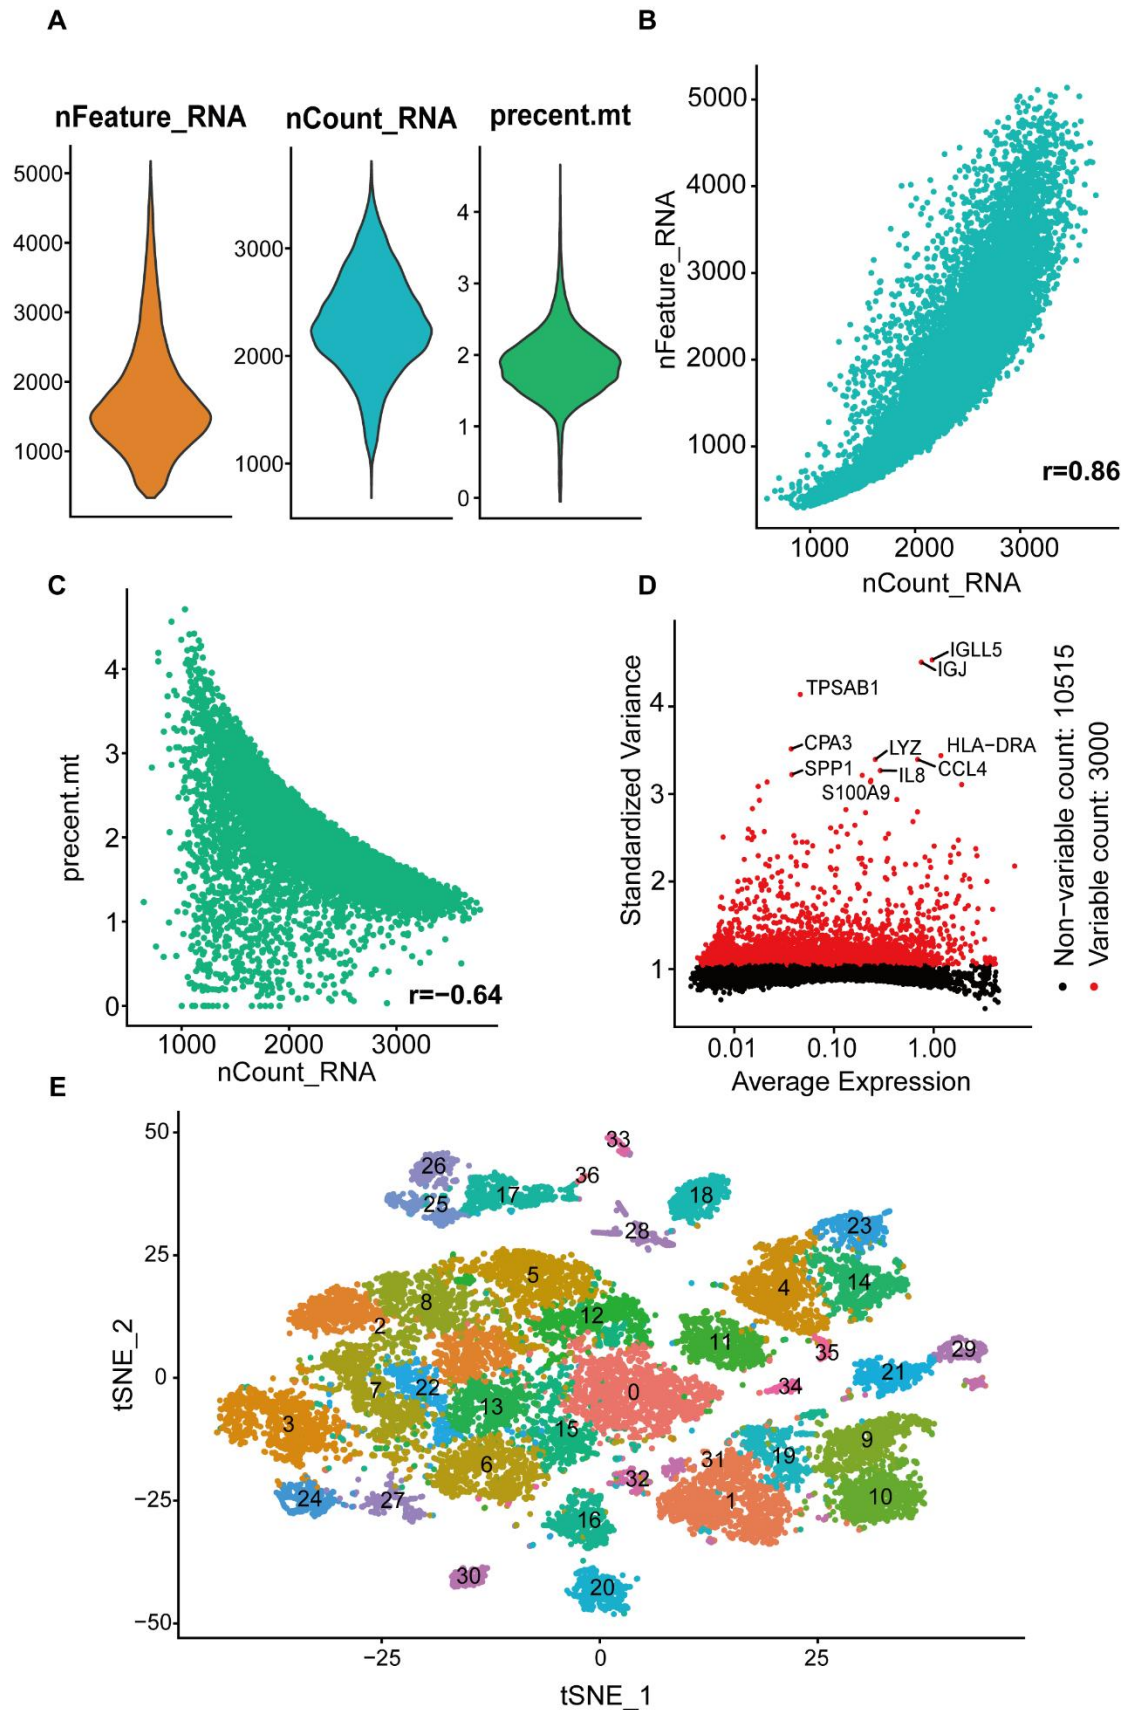 A
B
nFeature_RNA
nCount_RNA
precent.mt
5000
4000
3000
2000
1000
3000
2000
1000
4
3
2
1
0
5000
4000
3000
2000
1000
nFeature_RNA
r=0.86
1000
2000
3000
nCount_RNA
C
D
4
3
2
1
0
precent.mt
r=−0.64
1000
2000
3000
nCount_RNA
4
3
2
1
Standardized Variance
IGLL5
IGJ
TPSAB1
CPA3
LYZ
HLA−DRA
SPP1
IL8
CCL4
S100A9
0.01
0.10
1.00
Average Expression
Non−variable count: 10515
Variable count: 3000
E
50
25
0
−25
−50
tSNE_2
33
26
36
17
18
25
23
28
5
14
4
8
12
2
11
35
29
21
22
34
7
0
13
3
15
9
31
19
6
32
10
24
27
1
16
30
20
−25
0
25
tSNE_1